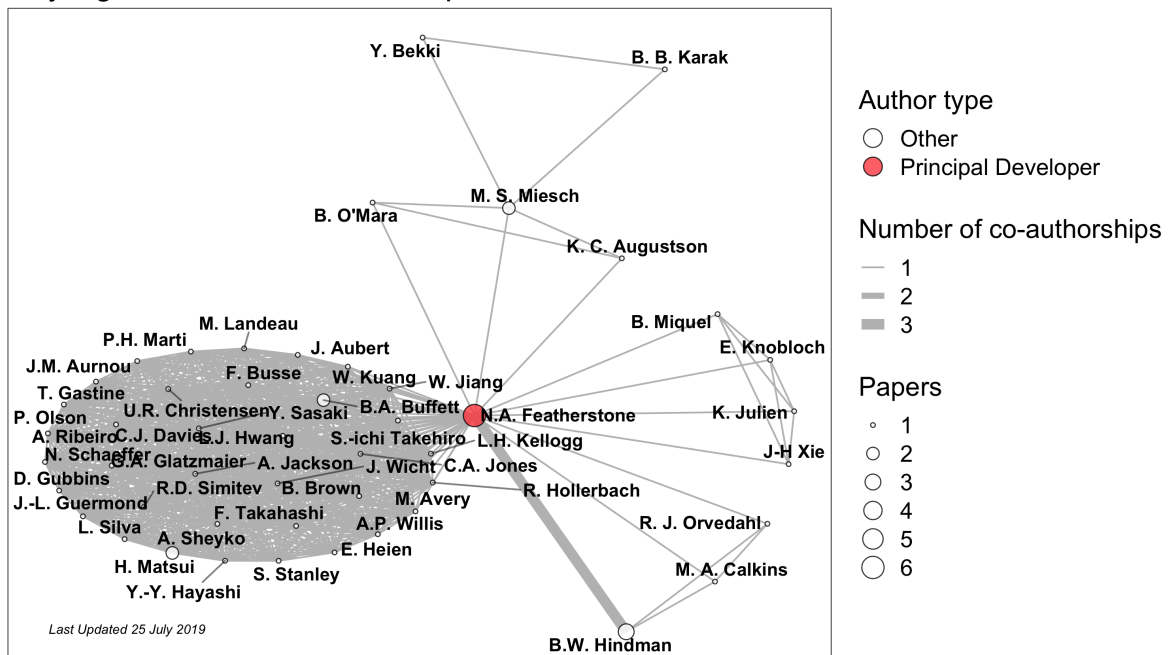 Y. Bekki
B. B. Karak
M. S. Miesch
B. O'Mara
K. C. Augustson
M. Landeau
P.H. Marti
J. Aubert
B. Miquel
E. Knobloch
J.M. Aurnou
F. Busse
W. Kuang
W. Jiang
T. Gastine
U.R. Christensen
Y. Sasaki
B.A. Buffett
N.A. Featherstone
K. Julien
P. Olson
A. Ribeiro
C.J. Davies
L.J. Hwang
S.-ichi Takehiro
L.H. Kellogg
J-H Xie
N. Schaeffer
G.A. Glatzmaier
A. Jackson
J. Wicht
C.A. Jones
D. Gubbins
R.D. Simitev
B. Brown
M. Avery
R. Hollerbach
J.-L. Guermond
F. Takahashi
A.P. Willis
R. J. Orvedahl
L. Silva
A. Sheyko
E. Heien
H. Matsui
S. Stanley
M. A. Calkins
Y.-Y. Hayashi
B.W. Hindman
Last Updated 25 July 2019
Author type
Other
Principal Developer
Number of co-authorships
1
2
3
Papers
1
2
3
4
5
6